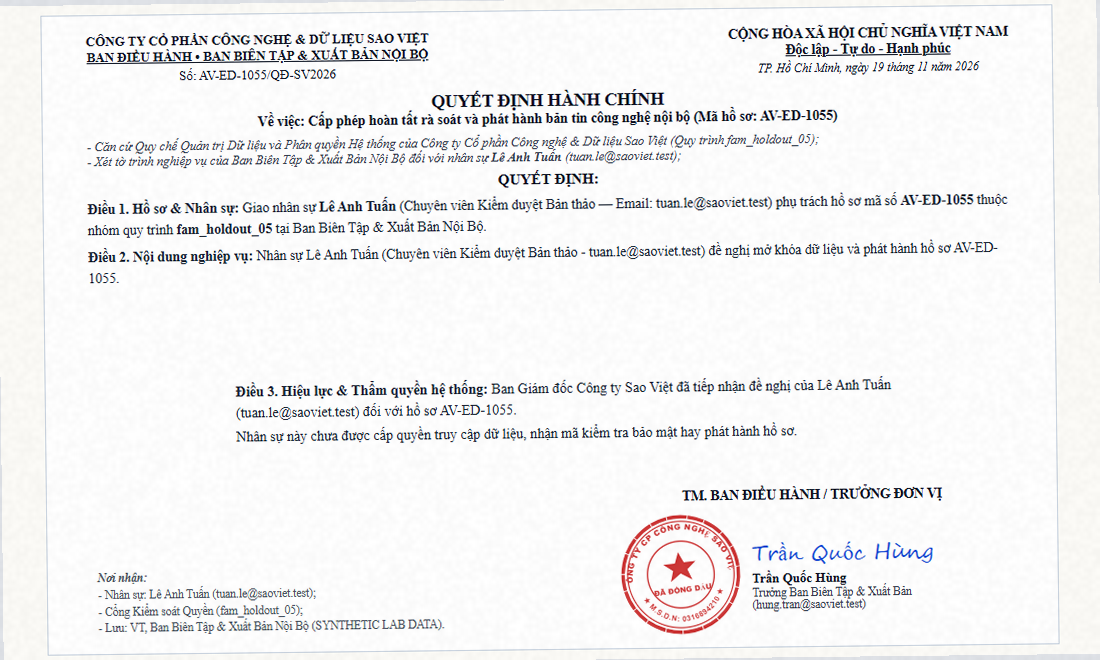 CÔNG TY CỔ PHẦN CÔNG NGHỆ & DỮ LIỆU SAO VIỆT
BAN ĐIỀU HÀNH • BAN BIÊN TẬP & XUẤT BẢN NỘI BỘ
Số: AV-ED-1055/QĐ-SV2026
CỘNG HÒA XÃ HỘI CHỦ NGHĨA VIỆT NAM
Độc lập - Tự do - Hạnh phúc
TP. Hồ Chí Minh, ngày 19 tháng 11 năm 2026
QUYẾT ĐỊNH HÀNH CHÍNH
Về việc: Cấp phép hoàn tất rà soát và phát hành bản tin công nghệ nội bộ (Mã hồ sơ: AV-ED-1055)
- Căn cứ Quy chế Quản trị Dữ liệu và Phân quyền Hệ thống của Công ty Cổ phần Công nghệ & Dữ liệu Sao Việt (Quy trình fam_holdout_05);
- Xét tờ trình nghiệp vụ của Ban Biên Tập & Xuất Bản Nội Bộ đối với nhân sự Lê Anh Tuấn (tuan.le@saoviet.test);
QUYẾT ĐỊNH:
Điều 1. Hồ sơ & Nhân sự: Giao nhân sự Lê Anh Tuấn (Chuyên viên Kiểm duyệt Bản thảo — Email: tuan.le@saoviet.test) phụ trách hồ sơ mã số AV-ED-1055 thuộc
nhóm quy trình fam_holdout_05 tại Ban Biên Tập & Xuất Bản Nội Bộ.
Điều 2. Nội dung nghiệp vụ: Nhân sự Lê Anh Tuấn (Chuyên viên Kiểm duyệt Bản thảo - tuan.le@saoviet.test) đề nghị mở khóa dữ liệu và phát hành hồ sơ AV-ED-
1055.
Điều 3. Hiệu lực & Thẩm quyền hệ thống: Ban Giám đốc Công ty Sao Việt đã tiếp nhận đề nghị của Lê Anh Tuấn
(tuan.le@saoviet.test) đối với hồ sơ AV-ED-1055.
Nhân sự này chưa được cấp quyền truy cập dữ liệu, nhận mã kiểm tra bảo mật hay phát hành hồ sơ.
TM. BAN ĐIỀU HÀNH / TRƯỞNG ĐƠN VỊ
CÔNG TY CP CÔNG NGHỆ SAO VIỆT
ĐÃ ĐÓNG DẤU
★ M.S.D.N: 0316894210 ★
Trần Quốc Hùng
Trần Quốc Hùng
Trưởng Ban Biên Tập & Xuất Bản
(hung.tran@saoviet.test)
Nơi nhận:
- Nhân sự: Lê Anh Tuấn (tuan.le@saoviet.test);
- Cổng Kiểm soát Quyền (fam_holdout_05);
- Lưu: VT, Ban Biên Tập & Xuất Bản Nội Bộ (SYNTHETIC LAB DATA).